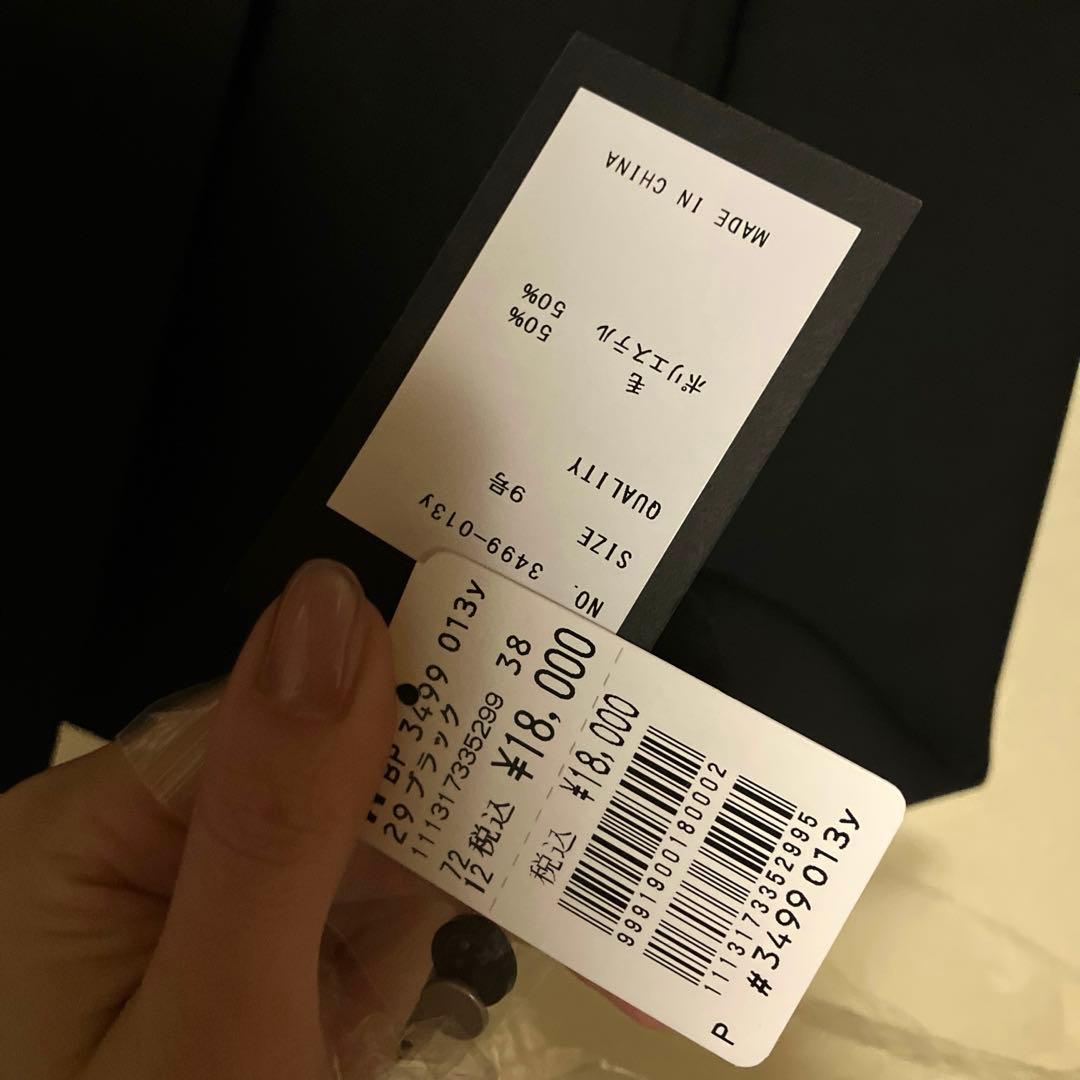 NO. 3499-013y
SIZE 9号
QUALITY
毛 50%
ポリエステル 50%
MADE IN CHINA
BP 3499 013y
29 ブラック
111317335299 38
72
12 税込 ¥18,000
税込 ¥18,000
9991900180002
1113173352995
#3499 013y
P